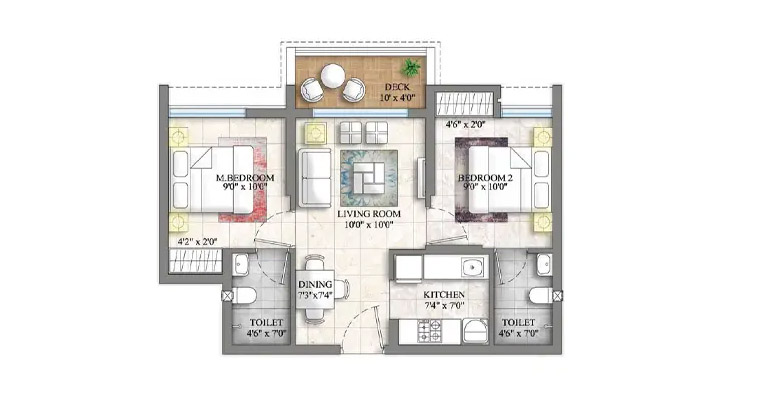 DECK
10' x 4'0"
4'6" x 2'0"
M.BEDROOM
9'0" x 10'0"
BEDROOM 2
9'0" x 10'0"
LIVING ROOM
10'0" x 10'0"
4'2" x 2'0"
DINING
7'3"x7'4"
KITCHEN
7'4" x 7'0"
TOILET
4'6" x 7'0"
TOILET
4'6" x 7'0"